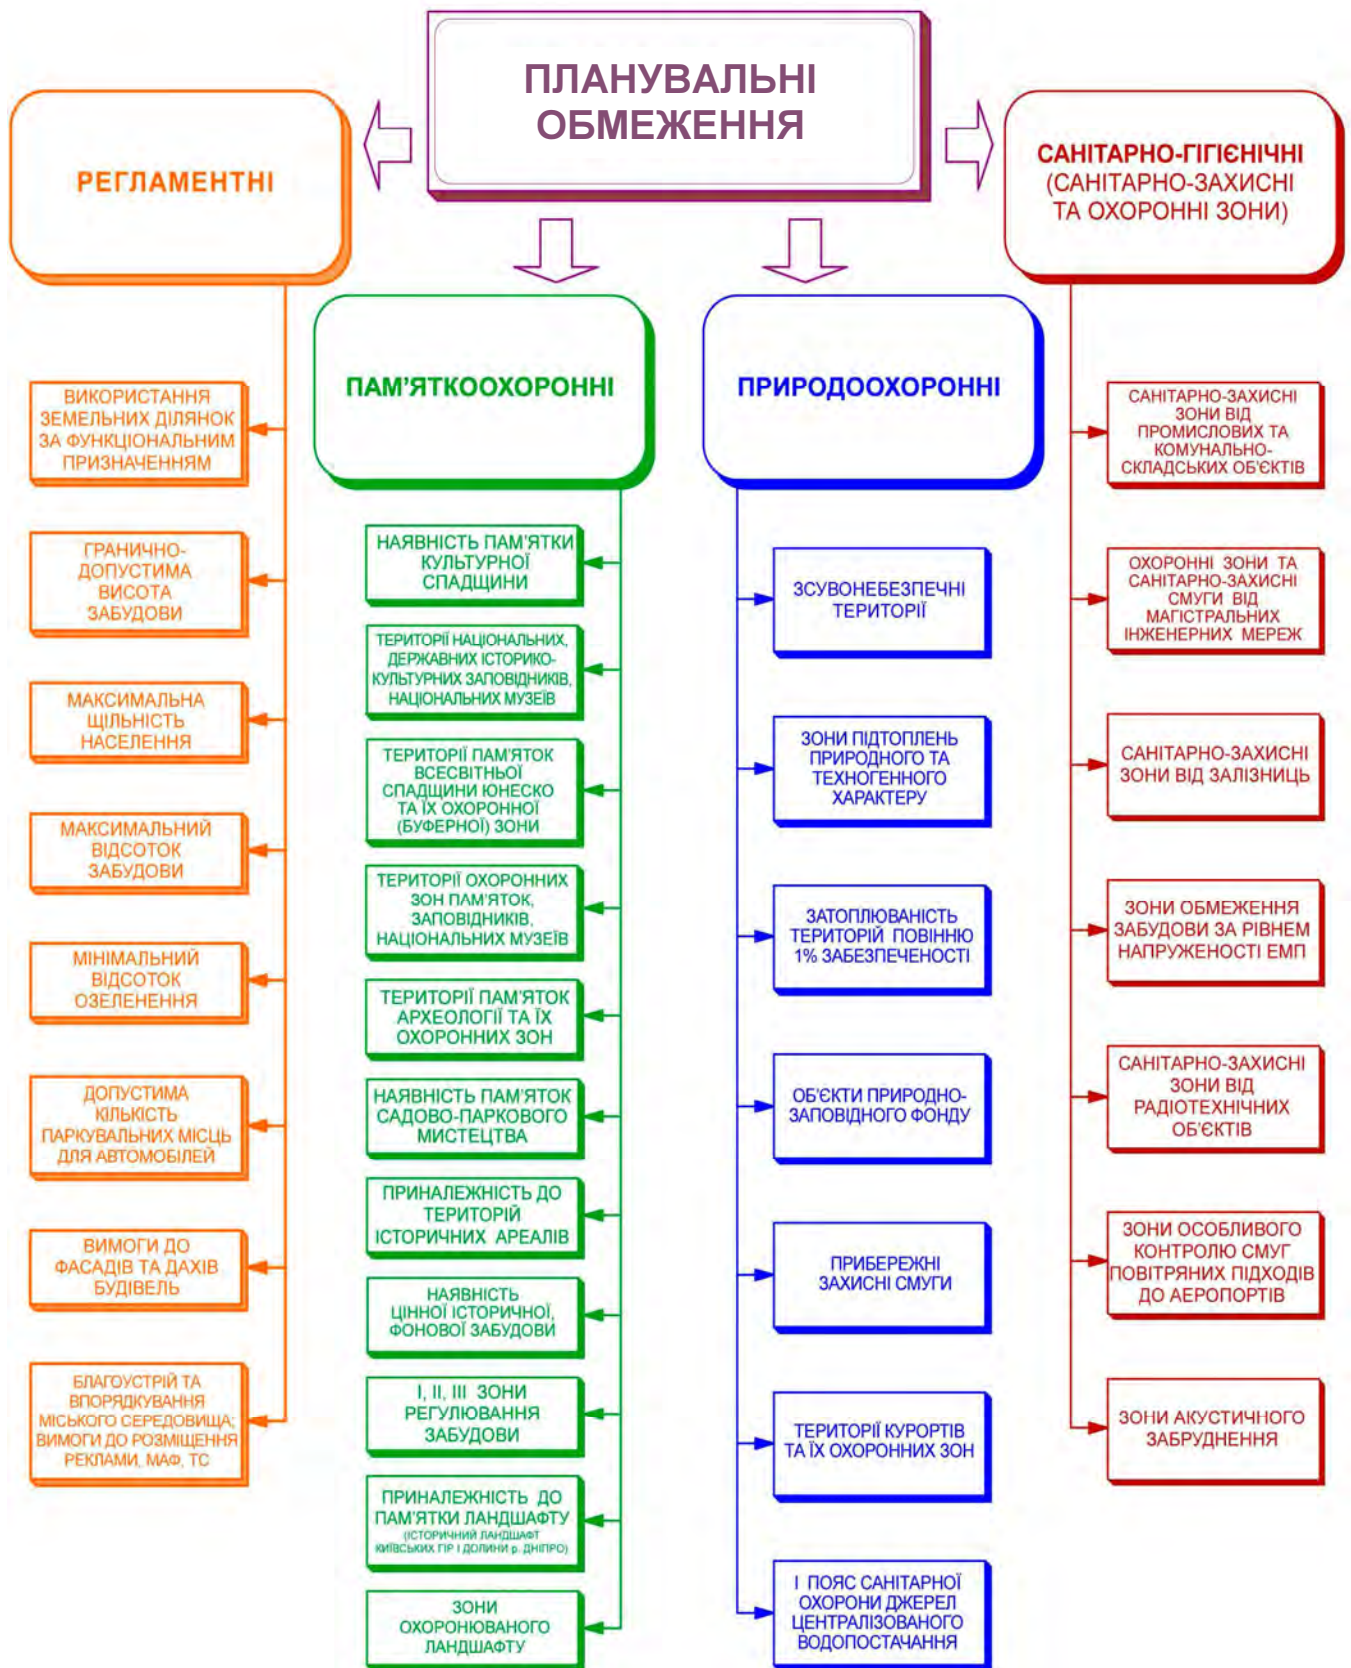 ПЛАНУВАЛЬНІ
ОБМЕЖЕННЯ
РЕГЛАМЕНТНІ
ВИКОРИСТАННЯ
ЗЕМЕЛЬНИХ ДІЛЯНОК
ЗА ФУНКЦІОНАЛЬНИМ
ПРИЗНАЧЕННЯМ
ГРАНИЧНО-
ДОПУСТИМА
ВИСОТА
ЗАБУДОВИ
МАКСИМАЛЬНА
ЩІЛЬНІСТЬ
НАСЕЛЕННЯ
МАКСИМАЛЬНИЙ
ВІДСОТОК
ЗАБУДОВИ
МІНІМАЛЬНИЙ
ВІДСОТОК
ОЗЕЛЕНЕННЯ
ДОПУСТИМА
КІЛЬКІСТЬ
ПАРКУВАЛЬНИХ МІСЦЬ
ДЛЯ АВТОМОБІЛЕЙ
ВИМОГИ ДО
ФАСАДІВ ТА ДАХІВ
БУДІВЕЛЬ
БЛАГОУСТРІЙ ТА
ВПОРЯДКУВАННЯ
МІСЬКОГО СЕРЕДОВИЩА;
ВИМОГИ ДО РОЗМІЩЕННЯ
РЕКЛАМИ, МАФ, ТС
ПАМ'ЯТКООХОРОННІ
НАЯВНІСТЬ ПАМ'ЯТКИ
КУЛЬТУРНОЇ
СПАДЩИНИ
ТЕРИТОРІЇ НАЦІОНАЛЬНИХ,
ДЕРЖАВНИХ ІСТОРИКО-
КУЛЬТУРНИХ ЗАПОВІДНИКІВ,
НАЦІОНАЛЬНИХ МУЗЕЇВ
ТЕРИТОРІЇ ПАМ'ЯТОК
ВСЕСВІТНЬОЇ
СПАДЩИНИ ЮНЕСКО
ТА ЇХ ОХОРОННОЇ
(БУФЕРНОЇ) ЗОНИ
ТЕРИТОРІЇ ОХОРОННИХ
ЗОН ПАМ'ЯТОК,
ЗАПОВІДНИКІВ,
НАЦІОНАЛЬНИХ МУЗЕЇВ
ТЕРИТОРІЇ ПАМ'ЯТОК
АРХЕОЛОГІЇ ТА ЇХ
ОХОРОННИХ ЗОН
НАЯВНІСТЬ ПАМ'ЯТОК
САДОВО-ПАРКОВОГО
МИСТЕЦТВА
ПРИНАЛЕЖНІСТЬ ДО
ТЕРИТОРІЙ
ІСТОРИЧНИХ АРЕАЛІВ
НАЯВНІСТЬ
ЦІННОЇ ІСТОРИЧНОЇ,
ФОНОВОЇ ЗАБУДОВИ
І, ІІ, ІІІ ЗОНИ
РЕГУЛЮВАННЯ
ЗАБУДОВИ
ПРИНАЛЕЖНІСТЬ ДО
ПАМ'ЯТКИ ЛАНДШАФТУ
(ІСТОРИЧНИЙ ЛАНДШАФТ
КИЇВСЬКИХ ГІР І ДОЛИНИ р. ДНІПРО)
ЗОНИ
ОХОРОНЮВАНОГО
ЛАНДШАФТУ
ПРИРОДООХОРОННІ
ЗСУВОНЕБЕЗПЕЧНІ
ТЕРИТОРІЇ
ЗОНИ ПІДТОПЛЕНЬ
ПРИРОДНОГО ТА
ТЕХНОГЕННОГО
ХАРАКТЕРУ
ЗАТОПЛЮВАНІСТЬ
ТЕРИТОРІЙ ПОВІННЮ
1% ЗАБЕЗПЕЧЕНОСТІ
ОБ'ЄКТИ ПРИРОДНО-
ЗАПОВІДНОГО ФОНДУ
ПРИБЕРЕЖНІ
ЗАХИСНІ СМУГИ
ТЕРИТОРІЇ КУРОРТІВ
ТА ЇХ ОХОРОННИХ ЗОН
І ПОЯС САНІТАРНОЇ
ОХОРОНИ ДЖЕРЕЛ
ЦЕНТРАЛІЗОВАНОГО
ВОДОПОСТАЧАННЯ
САНІТАРНО-ГІГІЄНІЧНІ
(САНІТАРНО-ЗАХИСНІ
ТА ОХОРОННІ ЗОНИ)
САНІТАРНО-ЗАХИСНІ
ЗОНИ ВІД
ПРОМИСЛОВИХ ТА
КОМУНАЛЬНО-
СКЛАДСЬКИХ ОБ'ЄКТІВ
ОХОРОННІ ЗОНИ ТА
САНІТАРНО-ЗАХИСНІ
СМУГИ ВІД
МАГІСТРАЛЬНИХ
ІНЖЕНЕРНИХ МЕРЕЖ
САНІТАРНО-ЗАХИСНІ
ЗОНИ ВІД ЗАЛІЗНИЦЬ
ЗОНИ ОБМЕЖЕННЯ
ЗАБУДОВИ ЗА РІВНЕМ
НАПРУЖЕНОСТІ ЕМП
САНІТАРНО-ЗАХИСНІ
ЗОНИ ВІД
РАДІОТЕХНІЧНИХ
ОБ'ЄКТІВ
ЗОНИ ОСОБЛИВОГО
КОНТРОЛЮ СМУГ
ПОВІТРЯНИХ ПІДХОДІВ
ДО АЕРОПОРТІВ
ЗОНИ АКУСТИЧНОГО
ЗАБРУДНЕННЯ